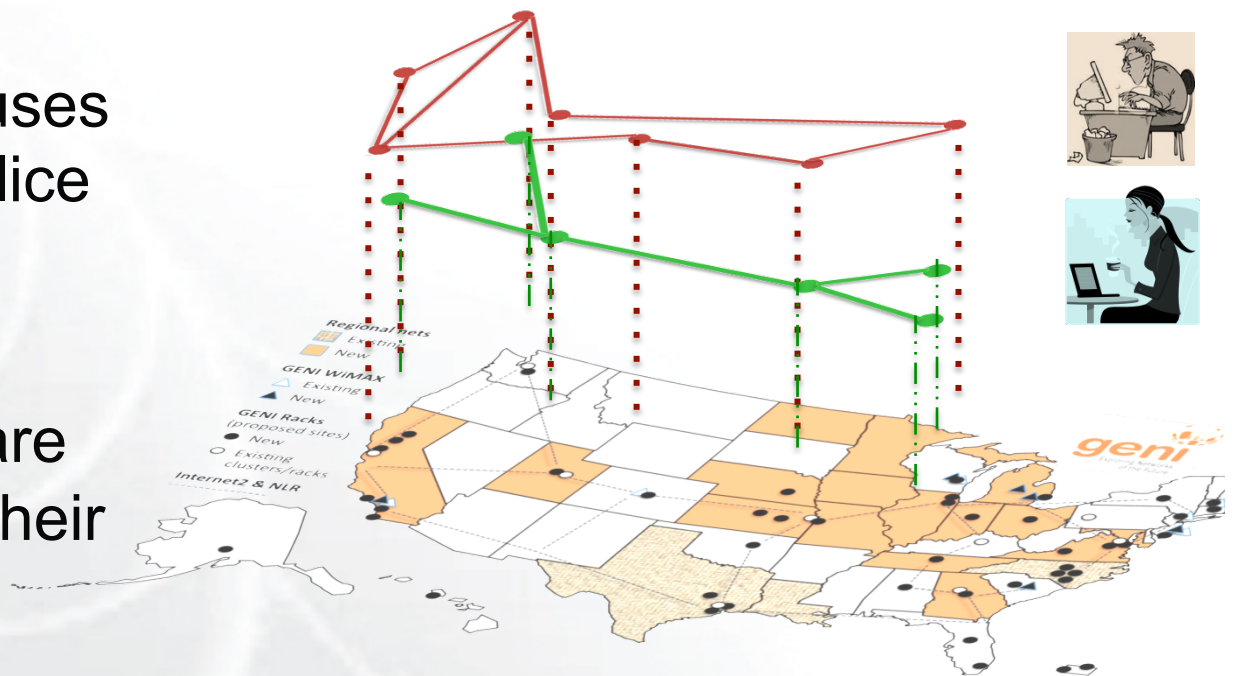 uses
lice
are
heir
Regional nets
Existing
New
GENI WiMAX
Existing
New
GENI Racks
(proposed sites)
New
Existing
clusters/racks
Internet2 & NLR
geni